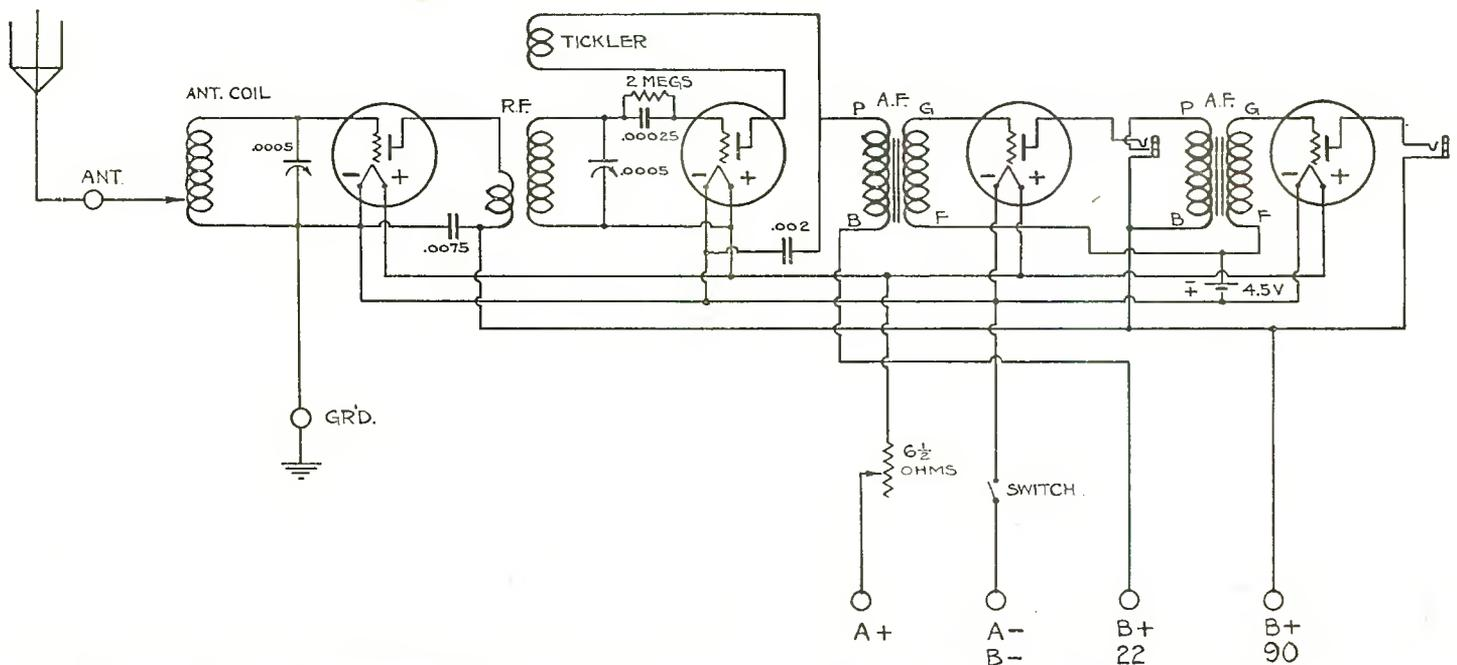 TICKLER
2 MEGS
ANT. COIL
R.F.
P A.F. G
P A.F. G
.0005
.00025
.0005
ANT.
- +
- +
- +
- +
B F
B F
.0075
.002
- + 4.5V
GR'D.
6½
OHMS
SWITCH.
A+
A-
B-
B+
22
B+
90